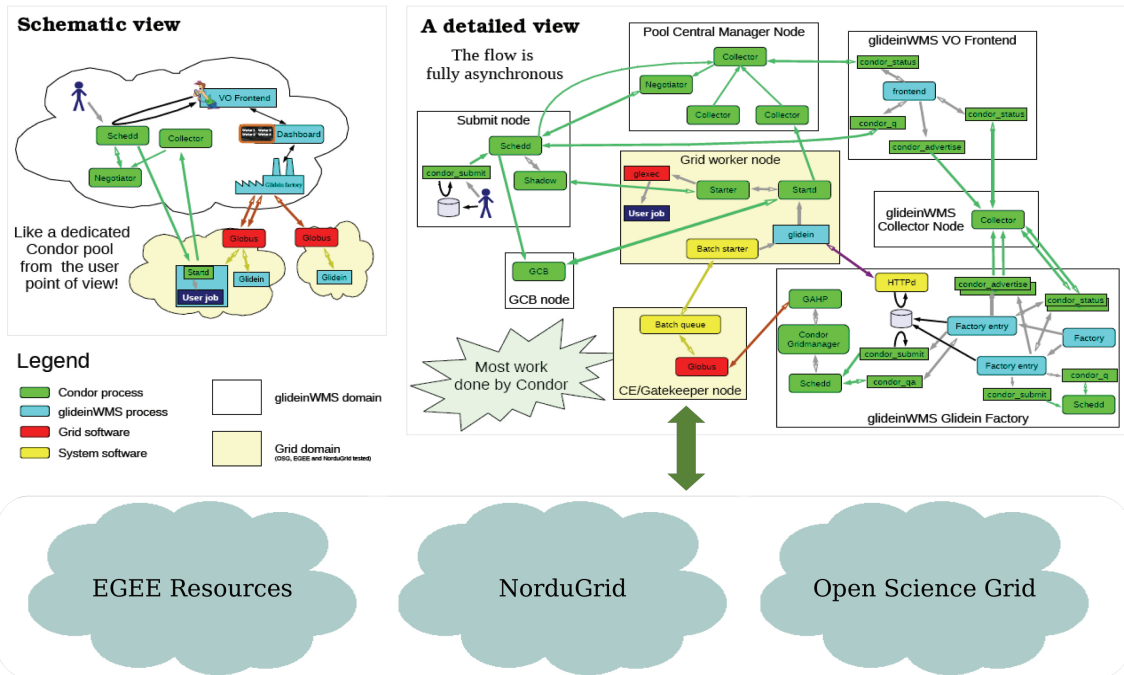 Schematic view
VO Frontend
Schedd
Collector
Dashboard
Negotiator
Glidein factory
Like a dedicated
Condor pool
from the user
point of view!
Globus
Globus
Startd
Glidein
Glidein
User job
A detailed view
The flow is
fully asynchronous
Pool Central Manager Node
Collector
Negotiator
Collector
Collector
glideinWMS VO Frontend
condor_status
frontend
condor_q
condor_status
condor_advertise
Submit node
Schedd
condor_submit
Shadow
Grid worker node
glexec
Starter
Startd
User job
glidein
Batch starter
glideinWMS
Collector Node
Collector
GCB
GCB node
HTTPd
condor_advertise
condor_status
GAHP
Factory entry
Factory
Condor
Gridmanager
condor_submit
Factory entry
Schedd
condor_qa
condor_q
condor_submit
Schedd
glideinWMS Glidein Factory
Batch queue
Globus
CE/Gatekeeper node
Most work
done by Condor
Legend
Condor process
glideinWMS process
Grid software
System software
glideinWMS domain
Grid domain
(OSG, EGEE and NorduGrid tested)
EGEE Resources
NorduGrid
Open Science Grid